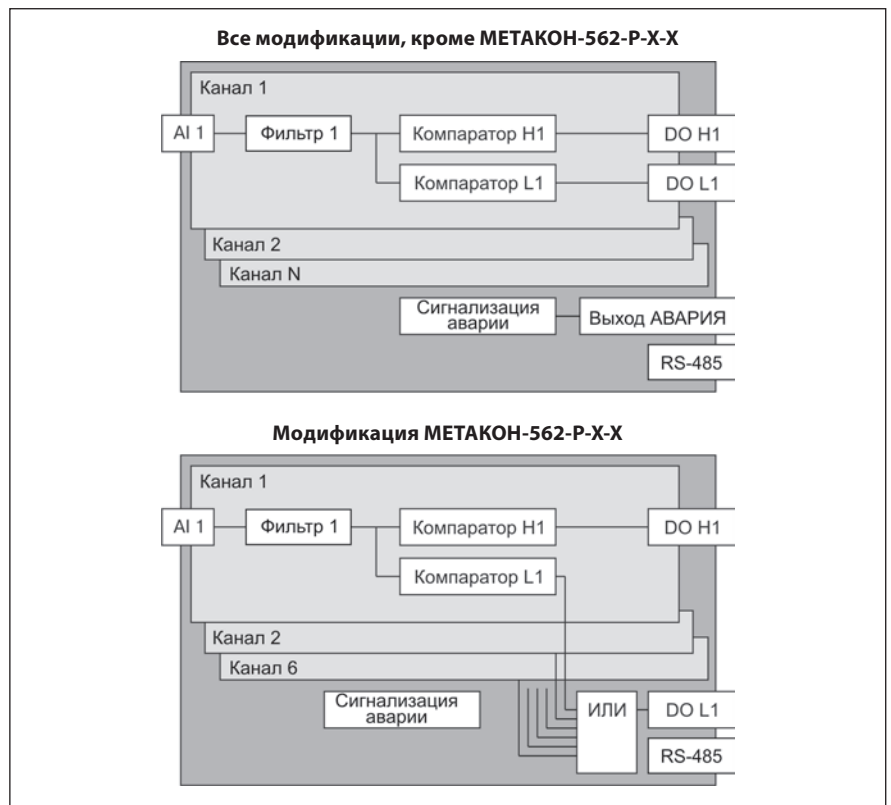 Все модификации, кроме МЕТАКОН-562-Р-Х-Х
Канал 1
AI 1
Фильтр 1
Компаратор H1
DO H1
Компаратор L1
DO L1
Канал 2
Канал N
Сигнализация
аварии
Выход АВАРИЯ
RS-485
Модификация МЕТАКОН-562-Р-Х-Х
Канал 1
AI 1
Фильтр 1
Компаратор H1
DO H1
Компаратор L1
Канал 2
Канал 6
Сигнализация
аварии
ИЛИ
DO L1
RS-485